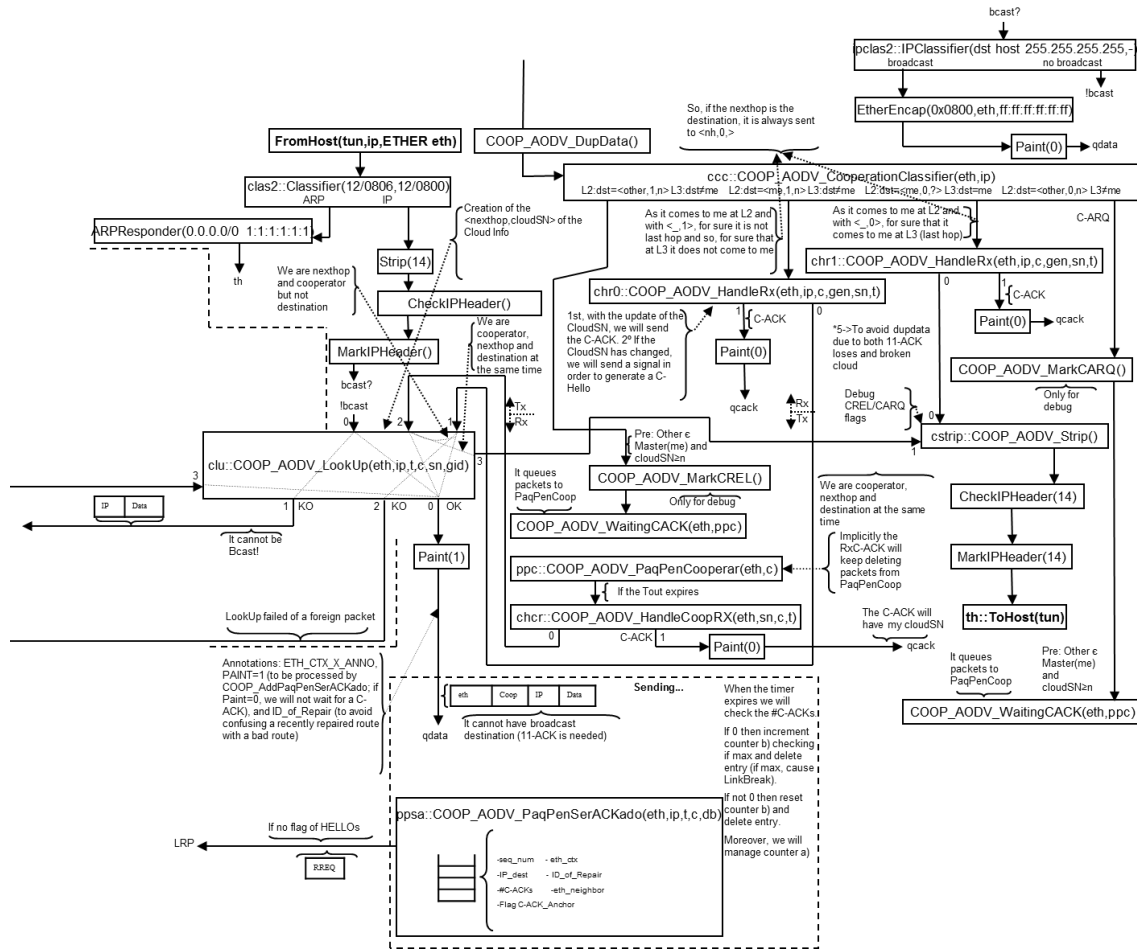 bcast?
pclas2::IPClassifier(dst host 255.255.255.255,-)
broadcast
no broadcast
!bcast
EtherEncap(0x0800,eth,ff:ff:ff:ff:ff:ff)
Paint(0)
qdata
So, if the nexthop is the
destination, it is always sent
to <nh,0,>
FromHost(tun,ip,ETHER eth)
COOP_AODV_DupData()
clas2::Classifier(12/0806,12/0800)
ARP
IP
ccc::COOP_AODV_CooperationClassifier(eth,ip)
L2:dst=<other,1,n> L3:dst≠me
L2:dst=<me,1,n> L3:dst≠me
L2:dst=<me,0,?> L3:dst=me
L2:dst=<other,0,n> L3≠me
ARPResponder(0.0.0.0/0 1:1:1:1:1:1)
th
Strip(14)
Creation of the
<nexthop,cloudSN> of the
Cloud Info
We are nexthop
and cooperator
but not
destination
CheckIPHeader()
As it comes to me at L2 and
with <_,1>, for sure it is not
last hop and so, for sure that
at L3 it does not come to me
As it comes to me at L2 and
with <_,0>, for sure that it
comes to me at L3 (last hop)
C-ARQ
chr1::COOP_AODV_HandleRx(eth,ip,c,gen,sn,t)
0
1
C-ACK
Paint(0)
qcack
chr0::COOP_AODV_HandleRx(eth,ip,c,gen,sn,t)
1
0
C-ACK
Paint(0)
qcack
1st, with the update of the
CloudSN, we will send
the C-ACK. 2º If the
CloudSN has changed,
we will send a signal in
order to generate a C-
Hello
*5->To avoid dupdata
due to both 11-ACK
loses and broken
cloud
We are
cooperator,
nexthop and
destination at
the same time
MarkIPHeader()
bcast?
!bcast
COOP_AODV_MarkCARQ()
Only for
debug
Debug
CREL/CARQ
flags
Tx
Rx
Rx
Tx
0
2
1
3
clu::COOP_AODV_LookUp(eth,ip,t,c,sn,gid)
3
1
KO
2
KO
0
OK
0
cstrip::COOP_AODV_Strip()
1
Pre: Other є
Master(me) and
cloudSN≥n
COOP_AODV_MarkCREL()
Only for debug
It queues
packets to
PaqPenCoop
COOP_AODV_WaitingCACK(eth,ppc)
IP
Data
It cannot be
Bcast!
We are cooperator,
nexthop and
destination at the same
time
CheckIPHeader(14)
Paint(1)
MarkIPHeader(14)
Implicitly the
RxC-ACK will
keep deleting
packets from
PaqPenCoop
ppc::COOP_AODV_PaqPenCooperar(eth,c)
If the Tout expires
chcr::COOP_AODV_HandleCoopRX(eth,sn,c,t)
0
C-ACK
1
Paint(0)
qcack
The C-ACK will
have my cloudSN
th::ToHost(tun)
LookUp failed of a foreign packet
Annotations: ETH_CTX_X_ANNO,
PAINT=1 (to be processed by
COOP_AddPaqPenSerACKado; if
Paint=0, we will not wait for a C-
ACK), and ID_of_Repair (to avoid
confusing a recently repaired route
with a bad route)
It queues
packets to
PaqPenCoop
Pre: Other є
Master(me)
and
cloudSN≥n
COOP_AODV_WaitingCACK(eth,ppc)
Sending...
eth
Coop
IP
Data
It cannot have broadcast
destination (11-ACK is needed)
qdata
When the timer
expires we will
check the #C-ACKs.
If 0 then increment
counter b) checking
if max and delete
entry (if max, cause
LinkBreak).
If not 0 then reset
counter b) and
delete entry.
Moreover, we will
manage counter a)
ppsa::COOP_AODV_PaqPenSerACKado(eth,ip,t,c,db)
If no flag of HELLOs
LRP
RREQ
-seq_num
- eth_ctx
-IP_dest
- ID_of_Repair
-#C-ACKs
-eth_neighbor
-Flag C-ACK_Anchor